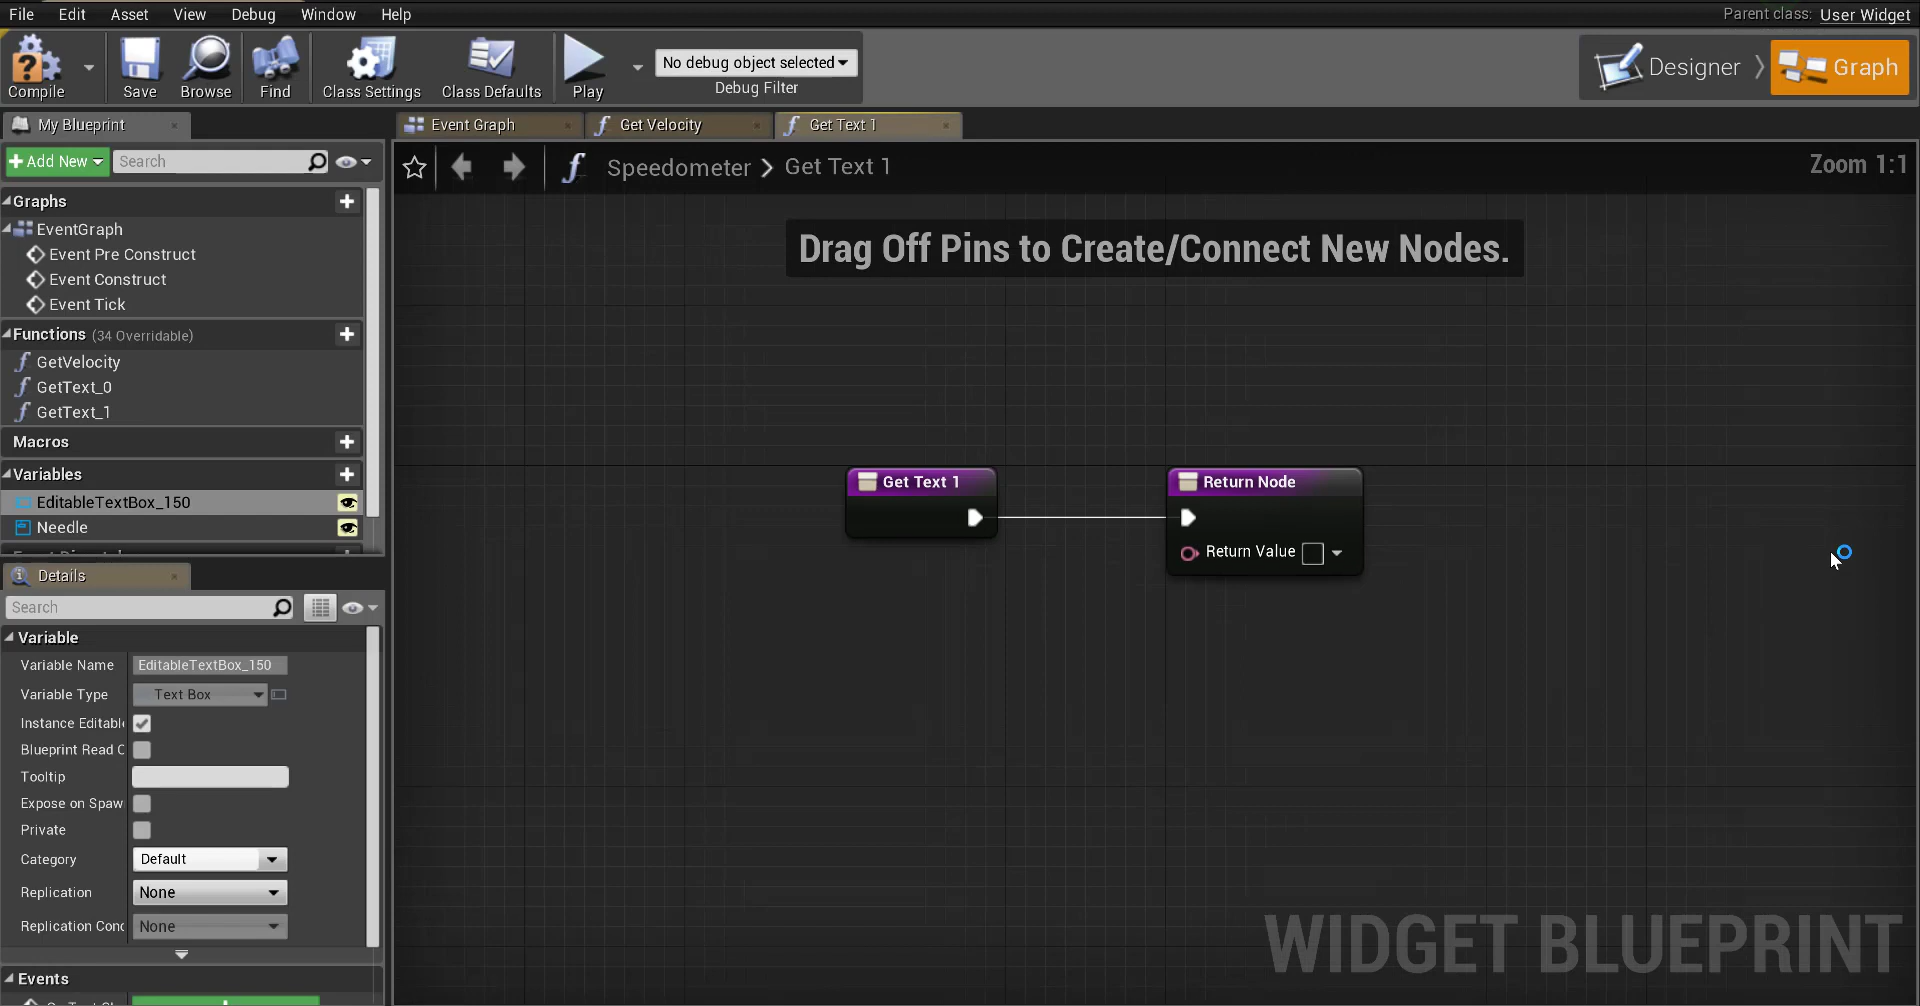 File Edit Asset View Debug Window Help
Parent class: User Widget
Compile Save Browse Find Class Settings Class Defaults Play
No debug object selected
Debug Filter
Designer Graph
My Blueprint
Add New Search
Graphs
EventGraph
Event Pre Construct
Event Construct
Event Tick
Functions (34 Overridable)
GetVelocity
GetText_0
GetText_1
Macros
Variables
EditableTextBox_150
Needle
Details
Search
Variable
Variable Name EditableTextBox_150
Variable Type Text Box
Instance Editabl
Blueprint Read C
Tooltip
Expose on Spaw
Private
Category Default
Replication None
Replication Con None
Events
Event Graph Get Velocity Get Text 1
Speedometer > Get Text 1
Zoom 1:1
Drag Off Pins to Create/Connect New Nodes.
Get Text 1
Return Node
Return Value
WIDGET BLUEPRINT